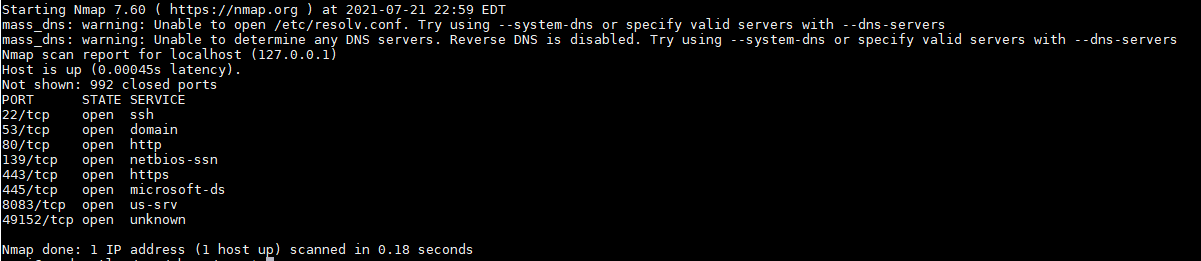 Starting Nmap 7.60 ( https://nmap.org ) at 2021-07-21 22:59 EDT
mass_dns: warning: Unable to open /etc/resolv.conf. Try using --system-dns or specify valid servers with --dns-servers
mass_dns: warning: Unable to determine any DNS servers. Reverse DNS is disabled. Try using --system-dns or specify valid servers with --dns-servers
Nmap scan report for localhost (127.0.0.1)
Host is up (0.00045s latency).
Not shown: 992 closed ports
PORT      STATE SERVICE
22/tcp    open  ssh
53/tcp    open  domain
80/tcp    open  http
139/tcp   open  netbios-ssn
443/tcp   open  https
445/tcp   open  microsoft-ds
8083/tcp  open  us-srv
49152/tcp open  unknown
Nmap done: 1 IP address (1 host up) scanned in 0.18 seconds